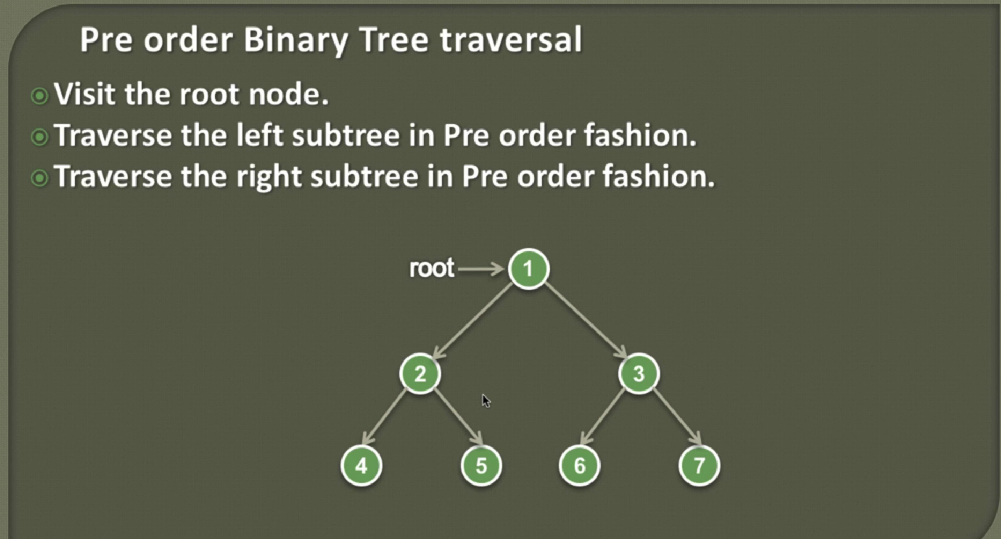 Pre order Binary Tree traversal
Visit the root node.
Traverse the left subtree in Pre order fashion.
Traverse the right subtree in Pre order fashion.
root 1
2 3
4 5 6 7